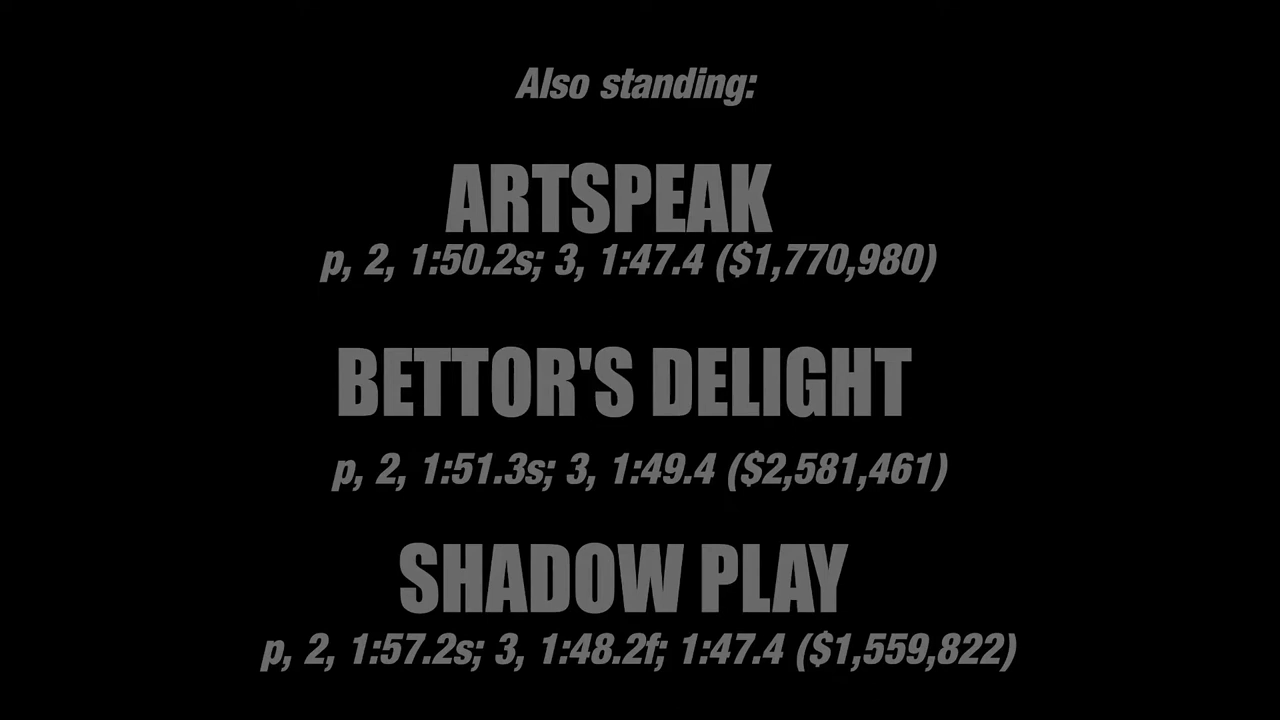 Also standing:
ARTSPEAK
p, 2, 1:50.2s; 3, 1:47.4 ($1,770,980)
BETTOR'S DELIGHT
p, 2, 1:51.3s; 3, 1:49.4 ($2,581,461)
SHADOW PLAY
p, 2, 1:57.2s; 3, 1:48.2f; 1:47.4 ($1,559,822)